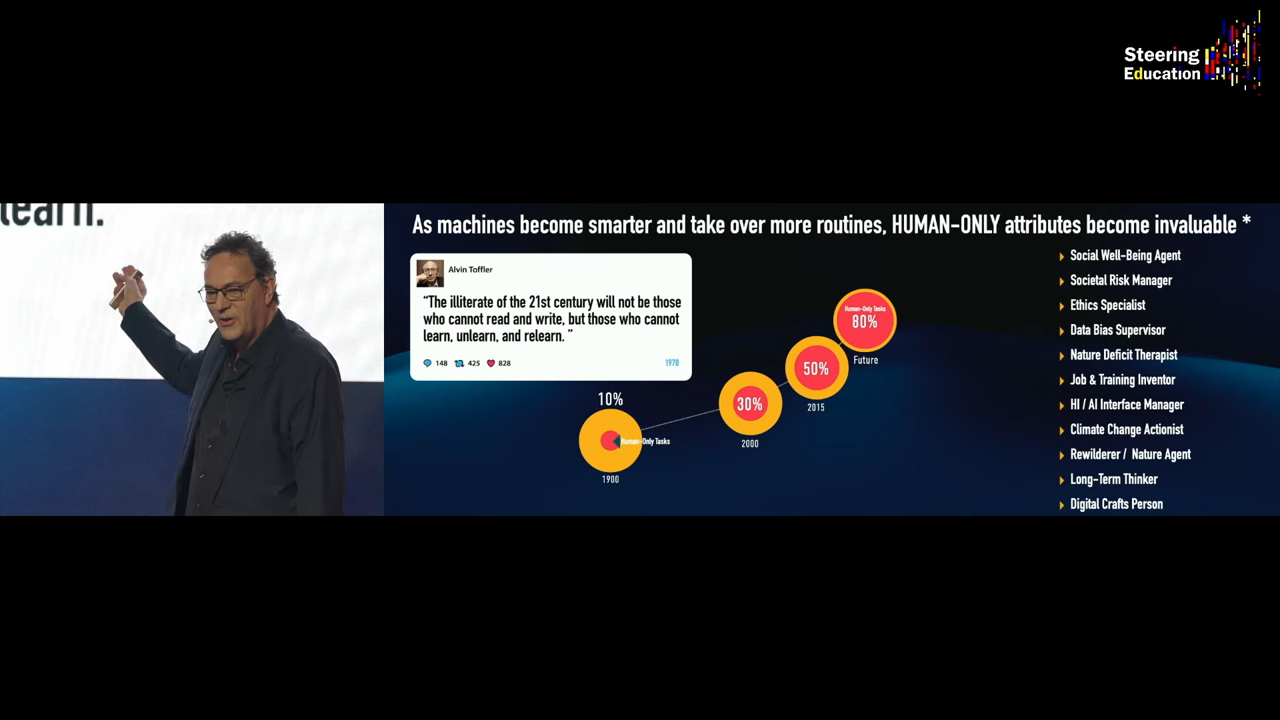 Steering
Education
learn.
As machines become smarter and take over more routines, HUMAN-ONLY attributes become invaluable *
Alvin Toffler
“The illiterate of the 21st century will not be those
who cannot read and write, but those who cannot
learn, unlearn, and relearn. ”
148 425 828 1970
10%
Human-Only Tasks
1900
30%
2000
50%
2015
Human-Only Tasks
80%
Future
Social Well-Being Agent
Societal Risk Manager
Ethics Specialist
Data Bias Supervisor
Nature Deficit Therapist
Job & Training Inventor
HI / AI Interface Manager
Climate Change Actionist
Rewilderer / Nature Agent
Long-Term Thinker
Digital Crafts Person